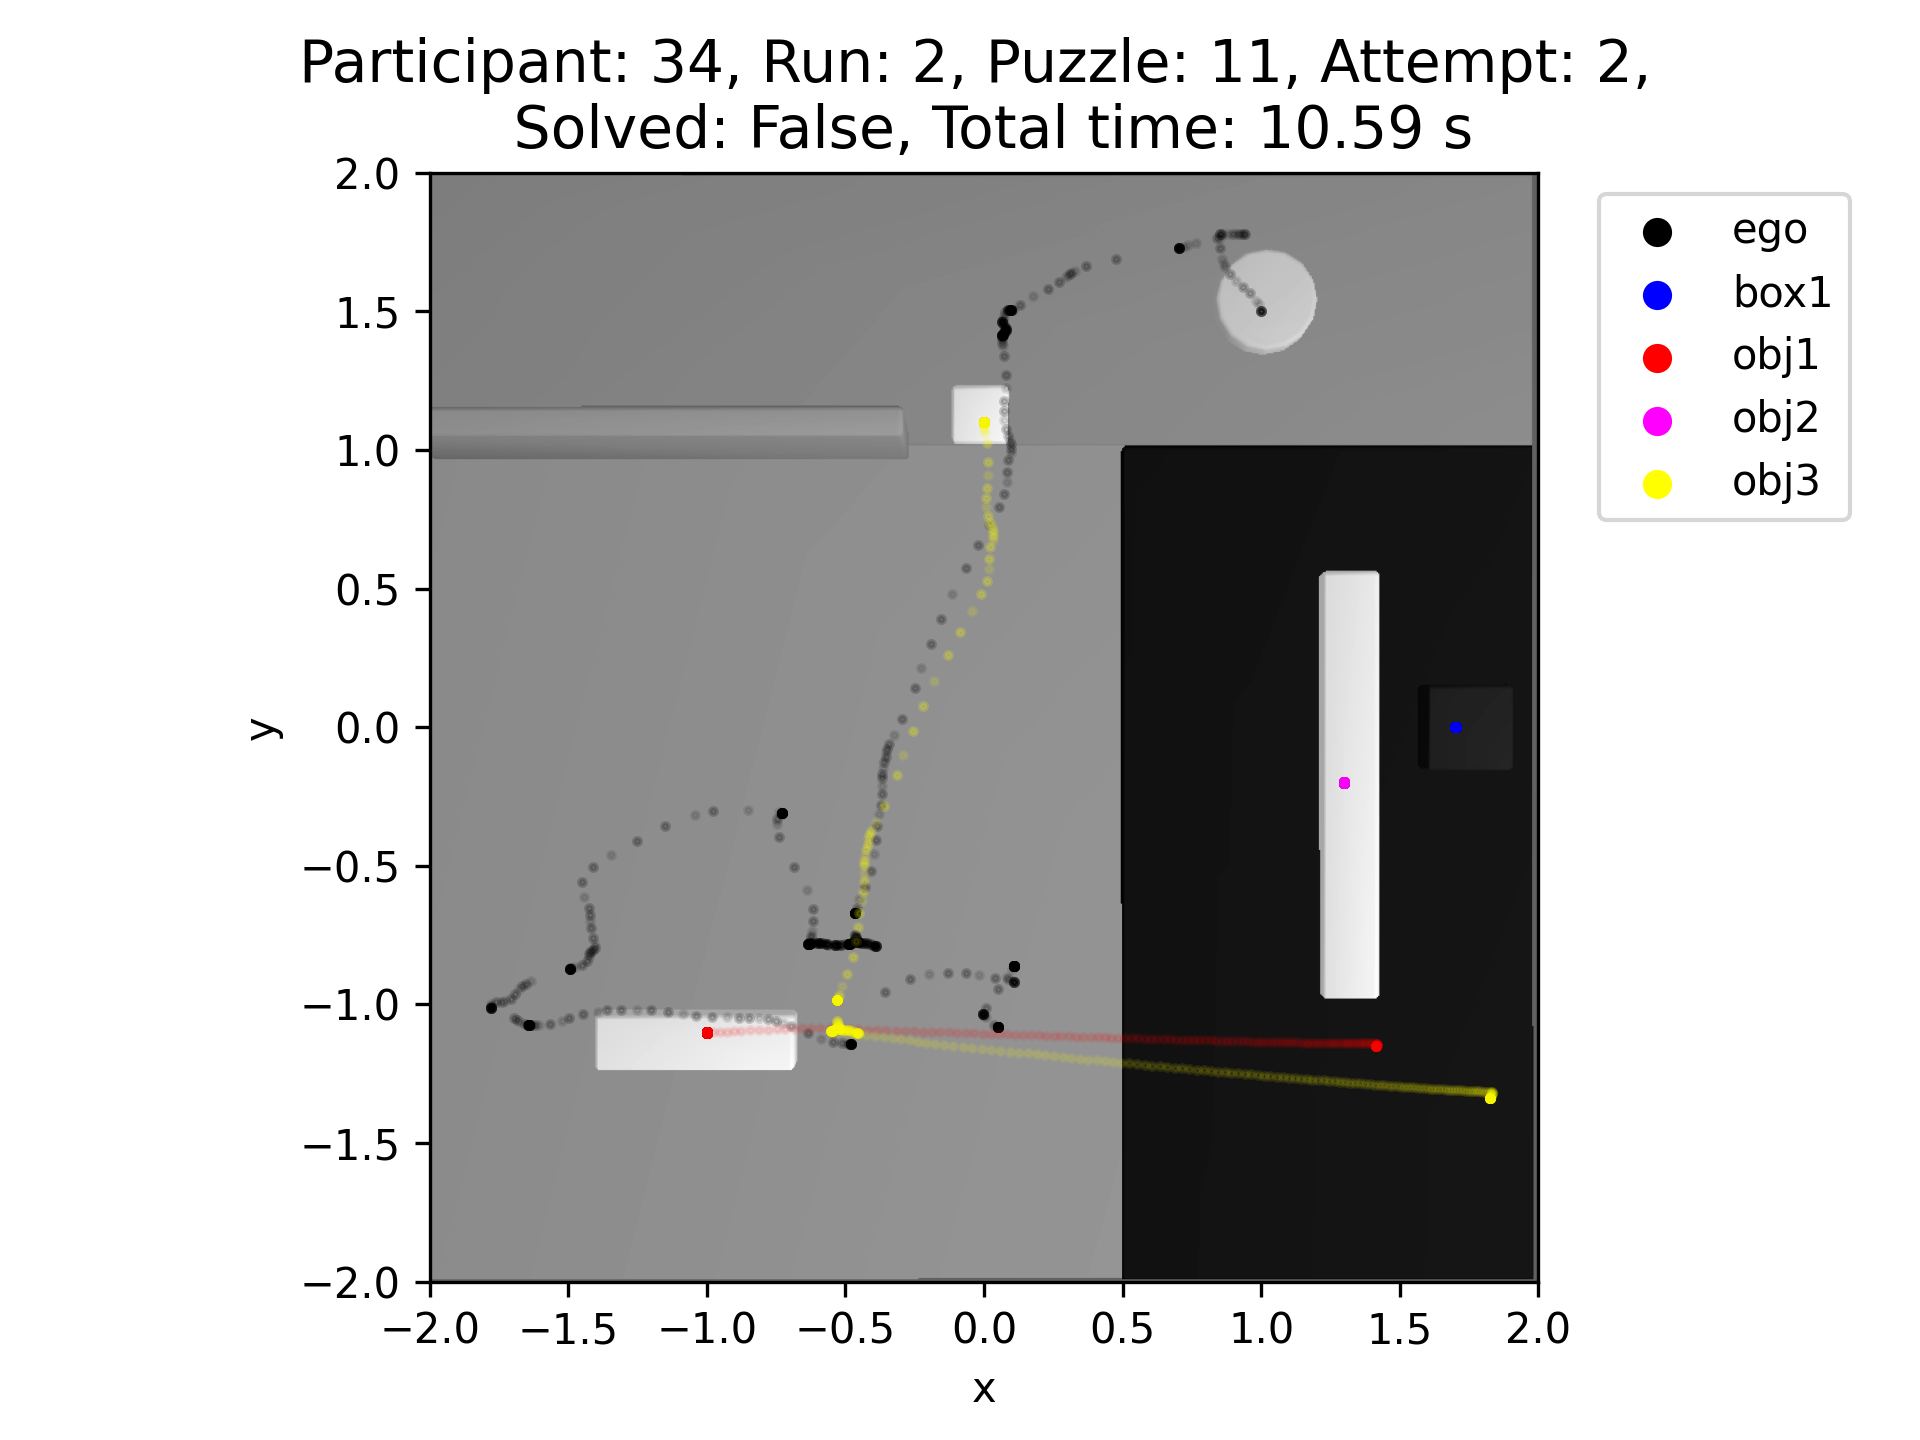 Participant: 34, Run: 2, Puzzle: 11, Attempt: 2,
Solved: False, Total time: 10.59 s
2.0
1.5
1.0
0.5
0.0
−0.5
−1.0
−1.5
−2.0
y
−2.0 −1.5 −1.0 −0.5 0.0 0.5 1.0 1.5 2.0
x
ego
box1
obj1
obj2
obj3